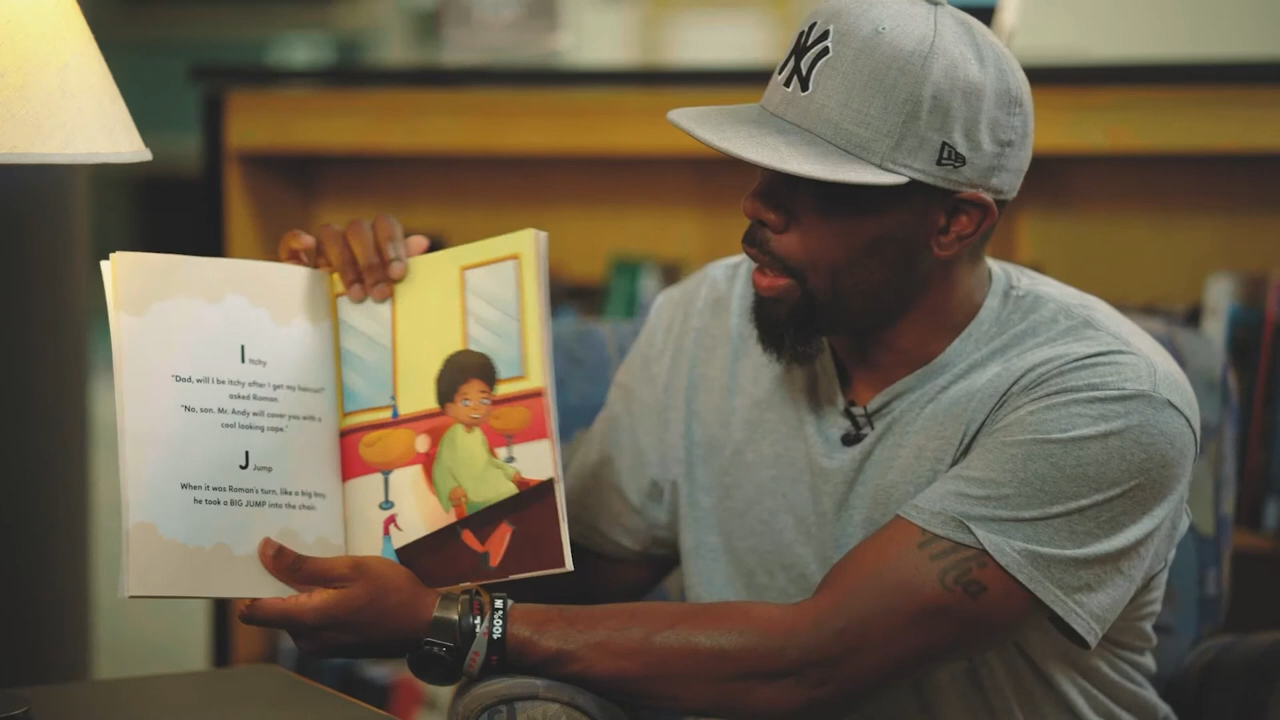 I Itchy
"Dad, will I be itchy after I get my haircut?"
asked Roman.
"No, son. Mr. Andy will cover you with a
cool looking cape."
J Jump
When it was Roman's turn, like a big boy,
he took a BIG JUMP into the chair.
NY
NE
Mia
100% IN